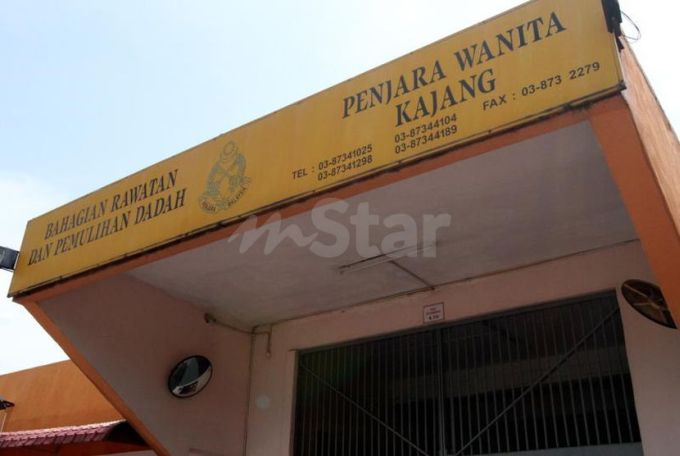 BAHAGIAN RAWATAN
DAN PEMULIHAN DADAH
PENJARA WANITA
KAJANG
TEL : 03-87341025
03-87341298
03-87344104
03-87344189
FAX : 03-873 2279
mStar